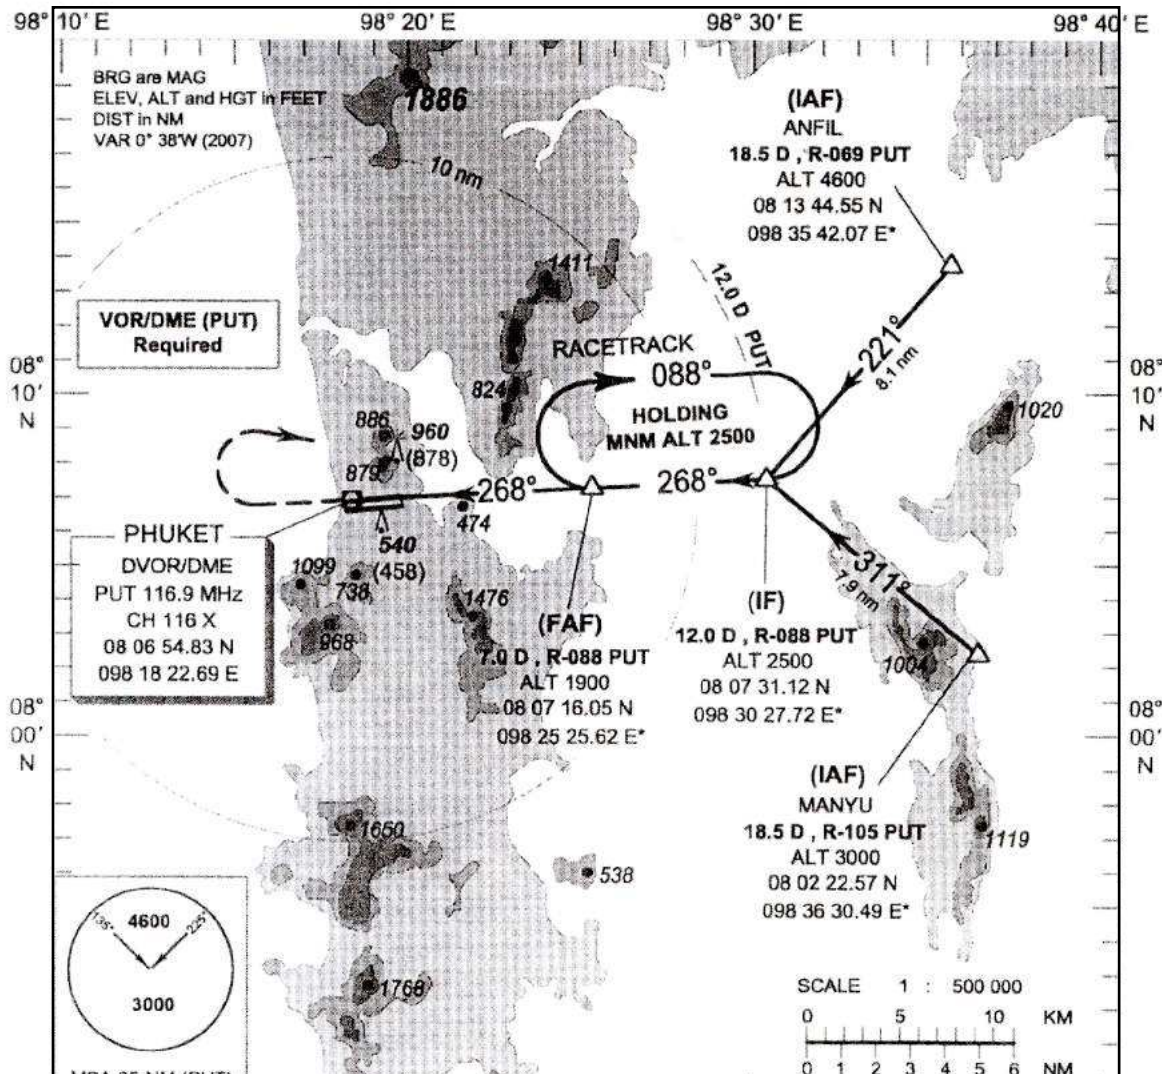 98° 10' E
98° 20' E
98° 30' E
98° 40' E
BRG are MAG
ELEV, ALT and HGT in FEET
DIST in NM
VAR 0° 38'W (2007)
1886
10 nm
(IAF)
ANFIL
18.5 D , R-069 PUT
ALT 4600
08 13 44.55 N
098 35 42.07 E*
1411
12.0 D PUT
VOR/DME (PUT)
Required
RACETRACK
088°
221°
8.1 nm
08°
10'
N
08°
10'
N
824
HOLDING
MNM ALT 2500
1020
886
960
(878)
879
268°
268°
474
PHUKET
DVOR/DME
PUT 116.9 MHz
CH 116 X
08 06 54.83 N
098 18 22.69 E
540
(458)
1099
738
968
1476
311°
7.9 nm
(FAF)
7.0 D , R-088 PUT
ALT 1900
08 07 16.05 N
098 25 25.62 E*
(IF)
12.0 D , R-088 PUT
ALT 2500
08 07 31.12 N
098 30 27.72 E*
1004
08°
00'
N
08°
00'
N
(IAF)
MANYU
18.5 D , R-105 PUT
ALT 3000
08 02 22.57 N
098 36 30.49 E*
1650
1119
538
135°
4600
225°
3000
1768
SCALE 1 : 500 000
0 5 10 KM
0 1 2 3 4 5 6 NM